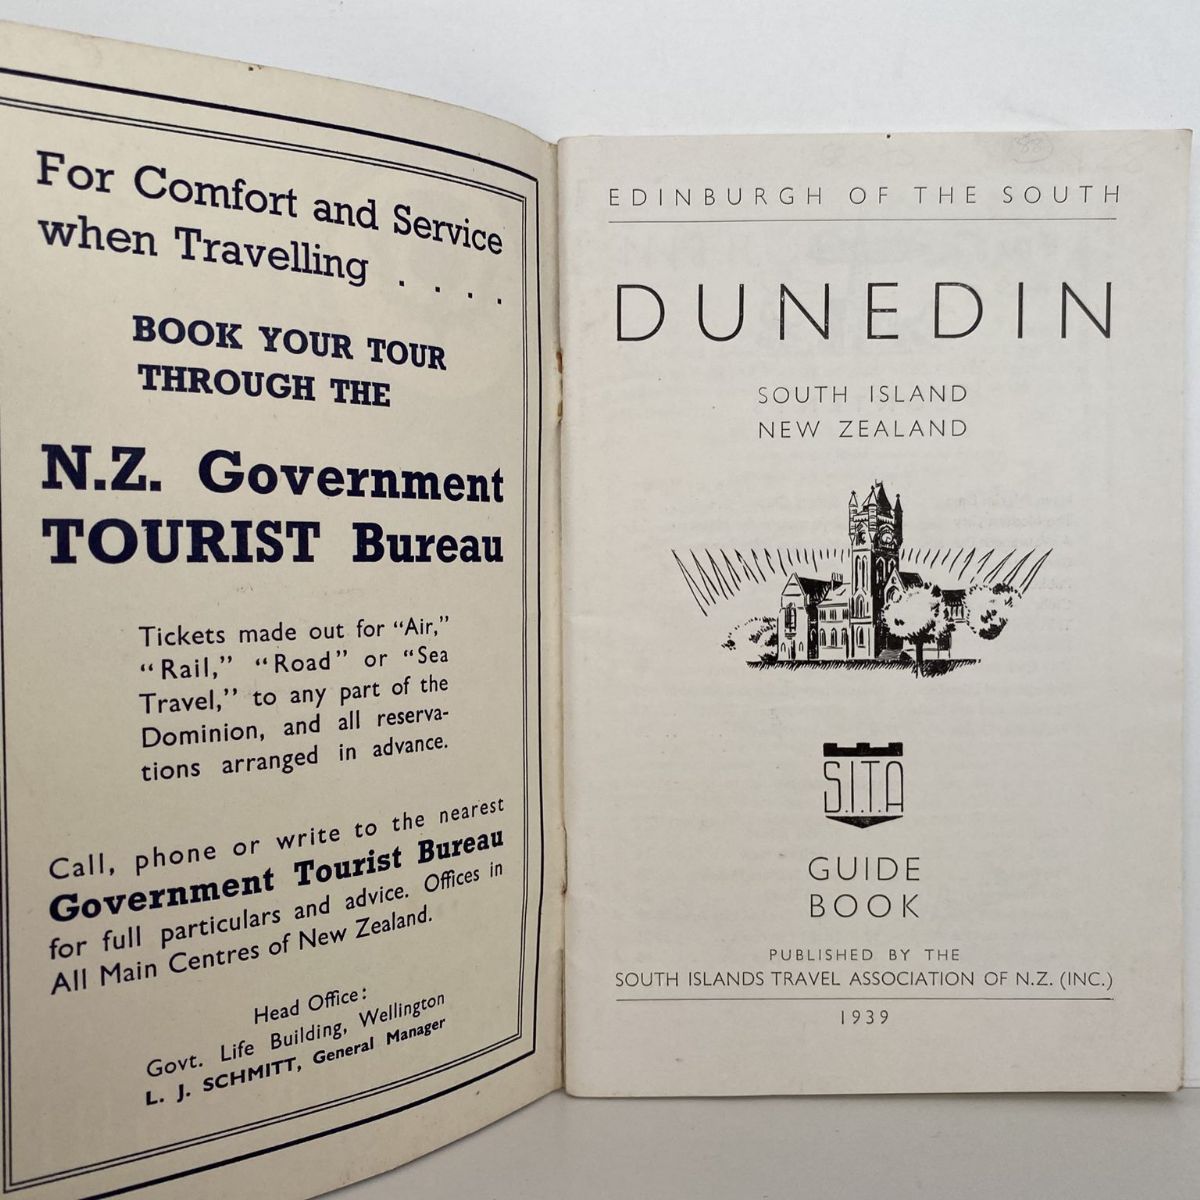 For Comfort and Service
when Travelling . . . .
BOOK YOUR TOUR
THROUGH THE
N.Z. Government
TOURIST Bureau
Tickets made out for "Air,"
"Rail," "Road" or "Sea
Travel," to any part of the
Dominion, and all reserva-
tions arranged in advance.
Call, phone or write to the nearest
Government Tourist Bureau
for full particulars and advice. Offices in
All Main Centres of New Zealand.
Head Office:
Govt. Life Building, Wellington
L. J. SCHMITT, General Manager
EDINBURGH OF THE SOUTH
DUNEDIN
SOUTH ISLAND
NEW ZEALAND
S.I.T.A
GUIDE
BOOK
PUBLISHED BY THE
SOUTH ISLANDS TRAVEL ASSOCIATION OF N.Z. (INC.)
1939